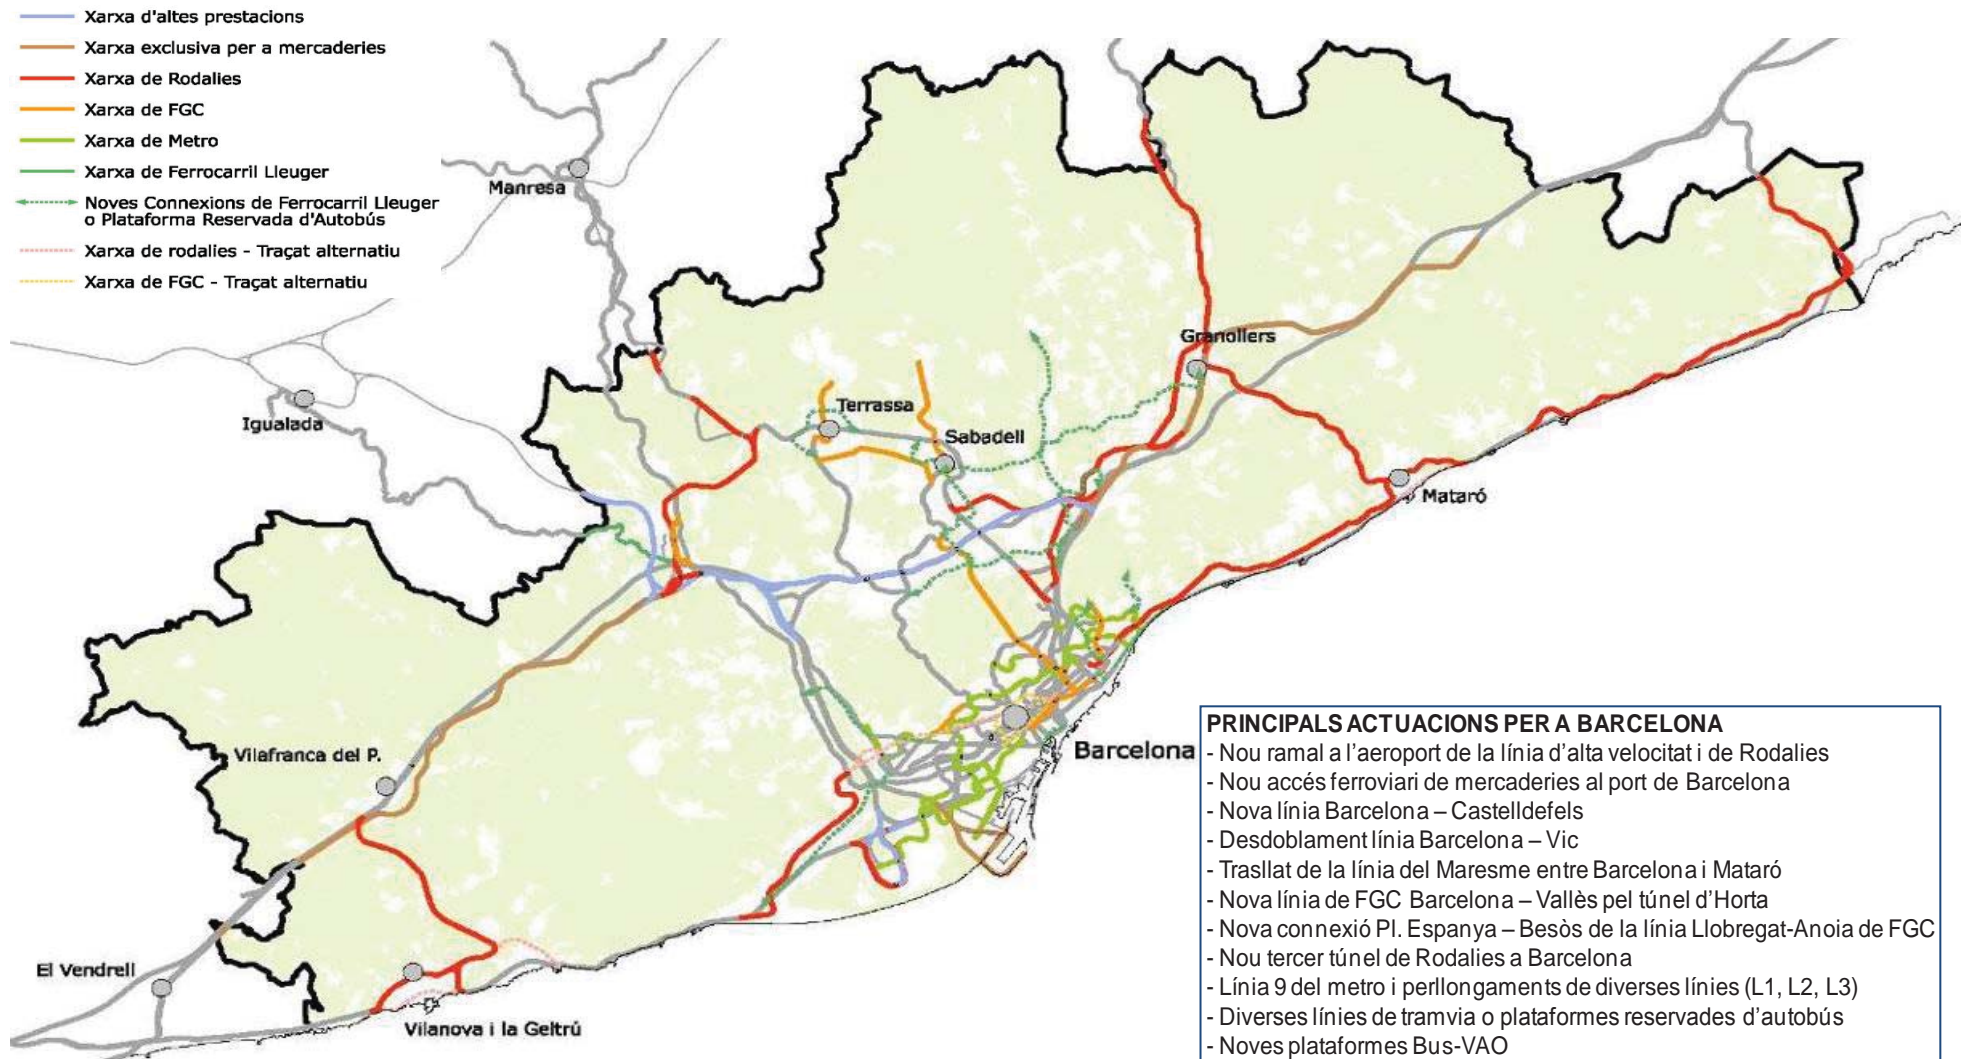 Xarxa d'altes prestacions
Xarxa exclusiva per a mercaderies
Xarxa de Rodalies
Xarxa de FGC
Xarxa de Metro
Xarxa de Ferrocarril Lleuger
Noves Connexions de Ferrocarril Lleuger
o Plataforma Reservada d'Autobús
Xarxa de rodalies - Traçat alternatiu
Xarxa de FGC - Traçat alternatiu
Manresa
Igualada
Terrassa
Sabadell
Granollers
Mataró
Barcelona
Vilafranca del P.
El Vendrell
Vilanova i la Geltrú
PRINCIPALS ACTUACIONS PER A BARCELONA
- Nou ramal a l'aeroport de la línia d'alta velocitat i de Rodalies
- Nou accés ferroviari de mercaderies al port de Barcelona
- Nova línia Barcelona – Castelldefels
- Desdoblament línia Barcelona – Vic
- Trasllat de la línia del Maresme entre Barcelona i Mataró
- Nova línia de FGC Barcelona – Vallès pel túnel d'Horta
- Nova connexió Pl. Espanya – Besòs de la línia Llobregat-Anoia de FGC
- Nou tercer túnel de Rodalies a Barcelona
- Línia 9 del metro i perllongaments de diverses línies (L1, L2, L3)
- Diverses línies de tramvia o plataformes reservades d'autobús
- Noves plataformes Bus-VAO